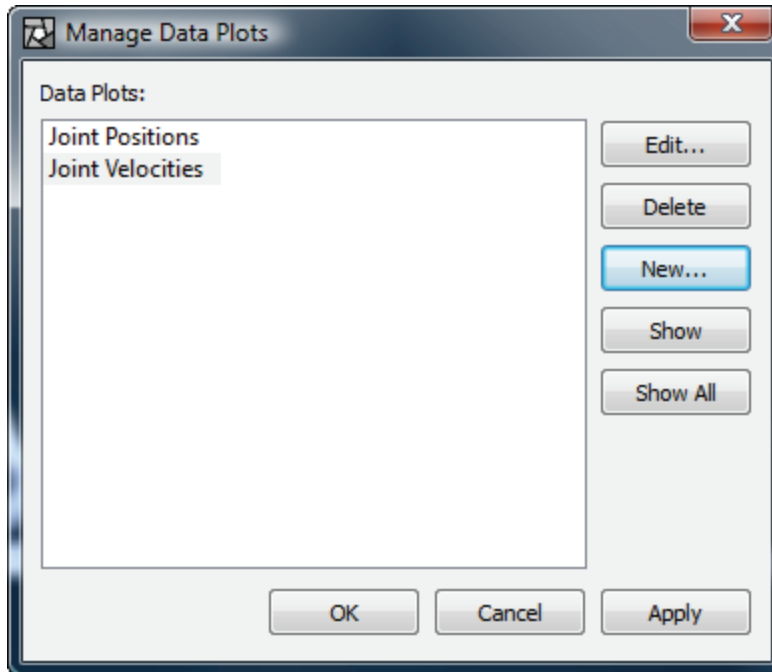 Manage Data Plots
Data Plots:
Joint Positions
Joint Velocities
Edit...
Delete
New...
Show
Show All
OK
Cancel
Apply